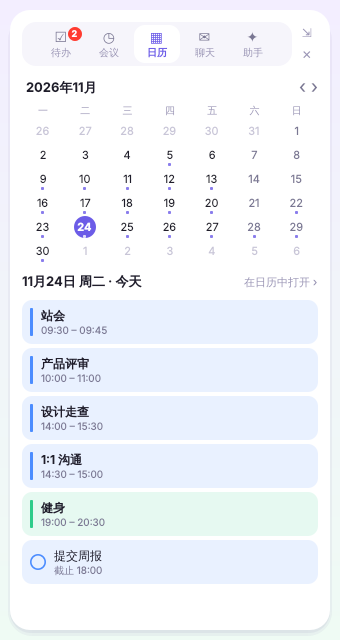 2
待办 会议 日历 聊天 助手
2026年11月
一 二 三 四 五 六 日
26 27 28 29 30 31 1
2 3 4 5 6 7 8
9 10 11 12 13 14 15
16 17 18 19 20 21 22
23 24 25 26 27 28 29
30 1 2 3 4 5 6
11月24日 周二 · 今天 在日历中打开 ›
站会
09:30 – 09:45
产品评审
10:00 – 11:00
设计走查
14:00 – 15:30
1:1 沟通
14:30 – 15:00
健身
19:00 – 20:30
提交周报
截止 18:00